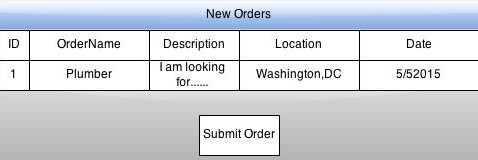 New Orders
ID OrderName Description Location Date
1 Plumber I am looking for...... Washington,DC 5/52015
Submit Order